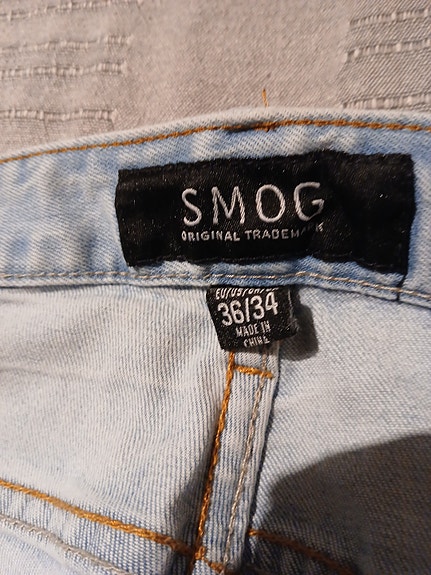 SMOG
ORIGINAL TRADEMARK
36/34
MADE IN
CHINA